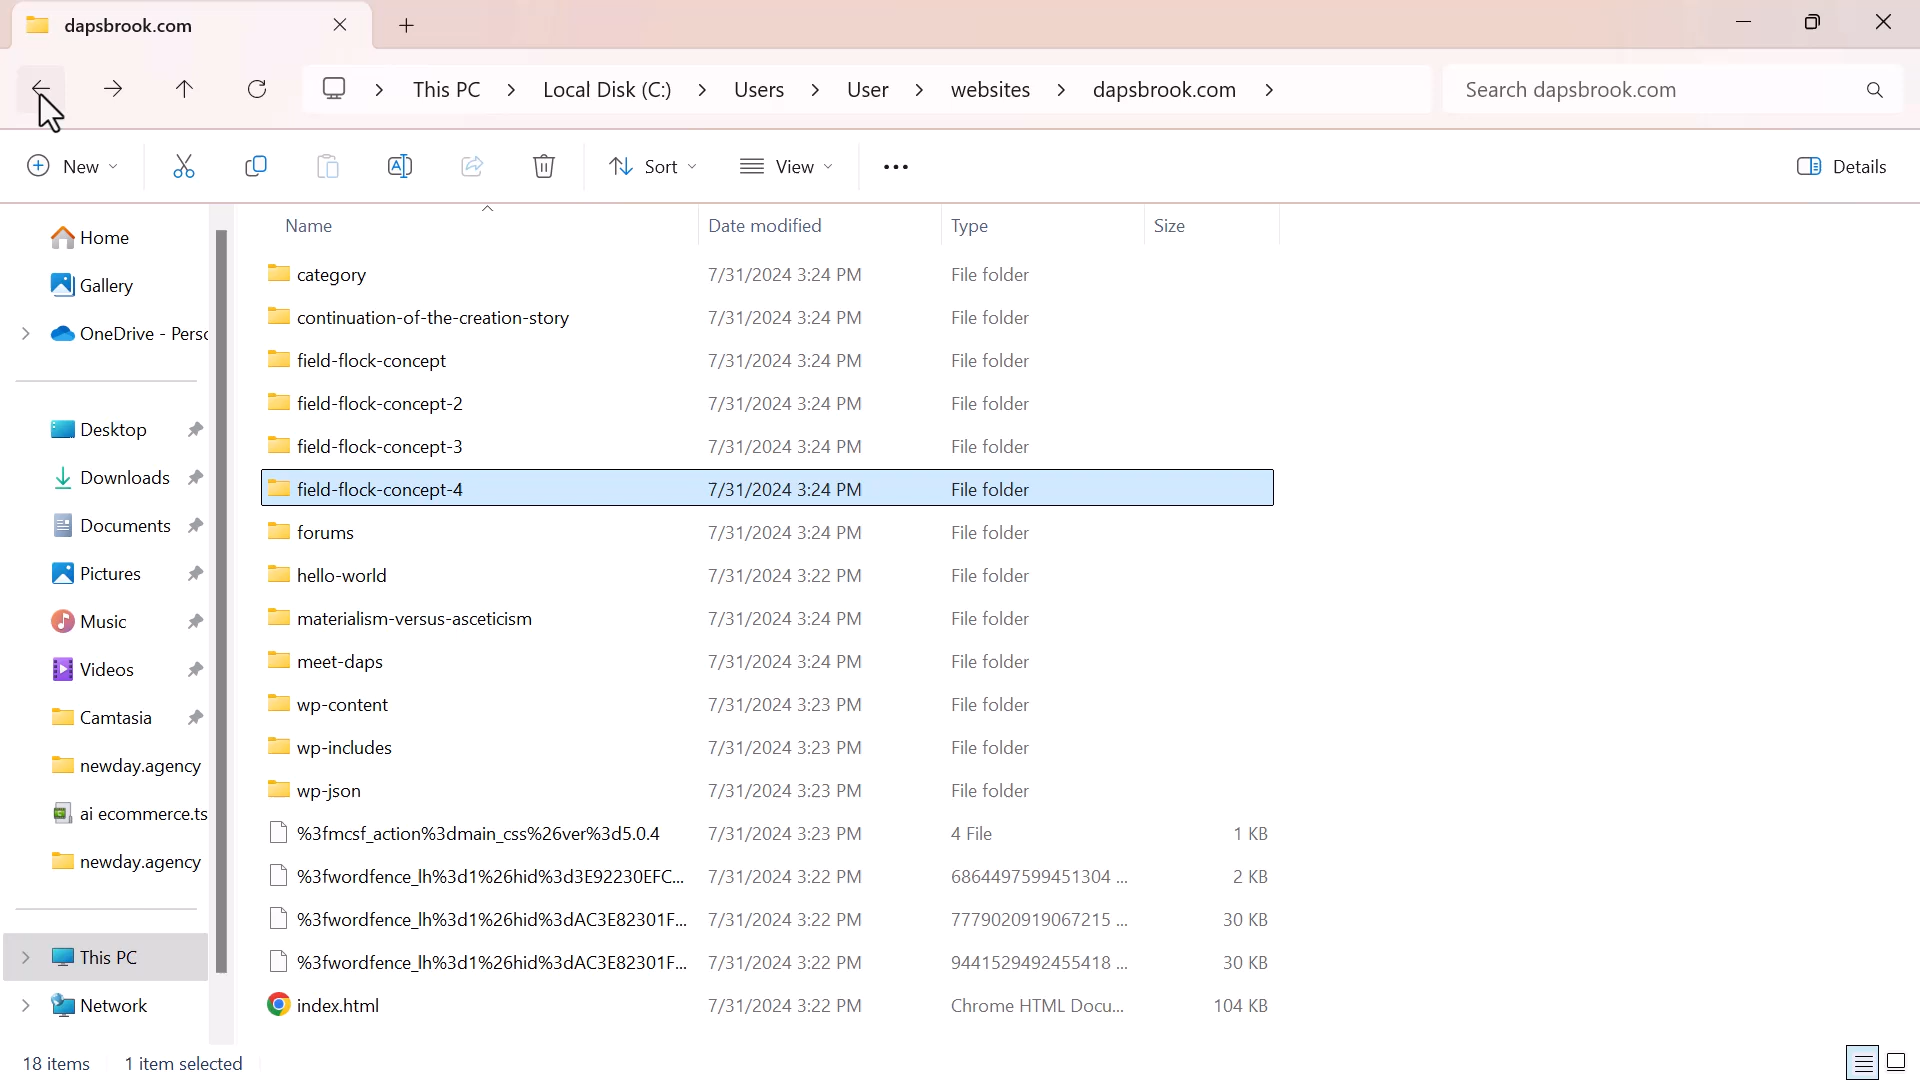 dapsbrook.com
This PC > Local Disk (C:) > Users > User > websites > dapsbrook.com >
Search dapsbrook.com
New
Sort
View
Details
Name Date modified Type Size
Home
Gallery
OneDrive - Perso
Desktop
Downloads
Documents
Pictures
Music
Videos
Camtasia
newday.agency
ai ecommerce.ts
newday.agency
This PC
Network
category 7/31/2024 3:24 PM File folder
continuation-of-the-creation-story 7/31/2024 3:24 PM File folder
field-flock-concept 7/31/2024 3:24 PM File folder
field-flock-concept-2 7/31/2024 3:24 PM File folder
field-flock-concept-3 7/31/2024 3:24 PM File folder
field-flock-concept-4 7/31/2024 3:24 PM File folder
forums 7/31/2024 3:24 PM File folder
hello-world 7/31/2024 3:22 PM File folder
materialism-versus-asceticism 7/31/2024 3:24 PM File folder
meet-daps 7/31/2024 3:24 PM File folder
wp-content 7/31/2024 3:23 PM File folder
wp-includes 7/31/2024 3:23 PM File folder
wp-json 7/31/2024 3:23 PM File folder
%3fmcsf_action%3dmain_css%26ver%3d5.0.4 7/31/2024 3:23 PM 4 File 1 KB
%3fwordfence_lh%3d1%26hid%3d3E92230EFC... 7/31/2024 3:22 PM 6864497599451304 ... 2 KB
%3fwordfence_lh%3d1%26hid%3dAC3E82301F... 7/31/2024 3:22 PM 7779020919067215 ... 30 KB
%3fwordfence_lh%3d1%26hid%3dAC3E82301F... 7/31/2024 3:22 PM 9441529492455418 ... 30 KB
index.html 7/31/2024 3:22 PM Chrome HTML Docu... 104 KB
18 items 1 item selected